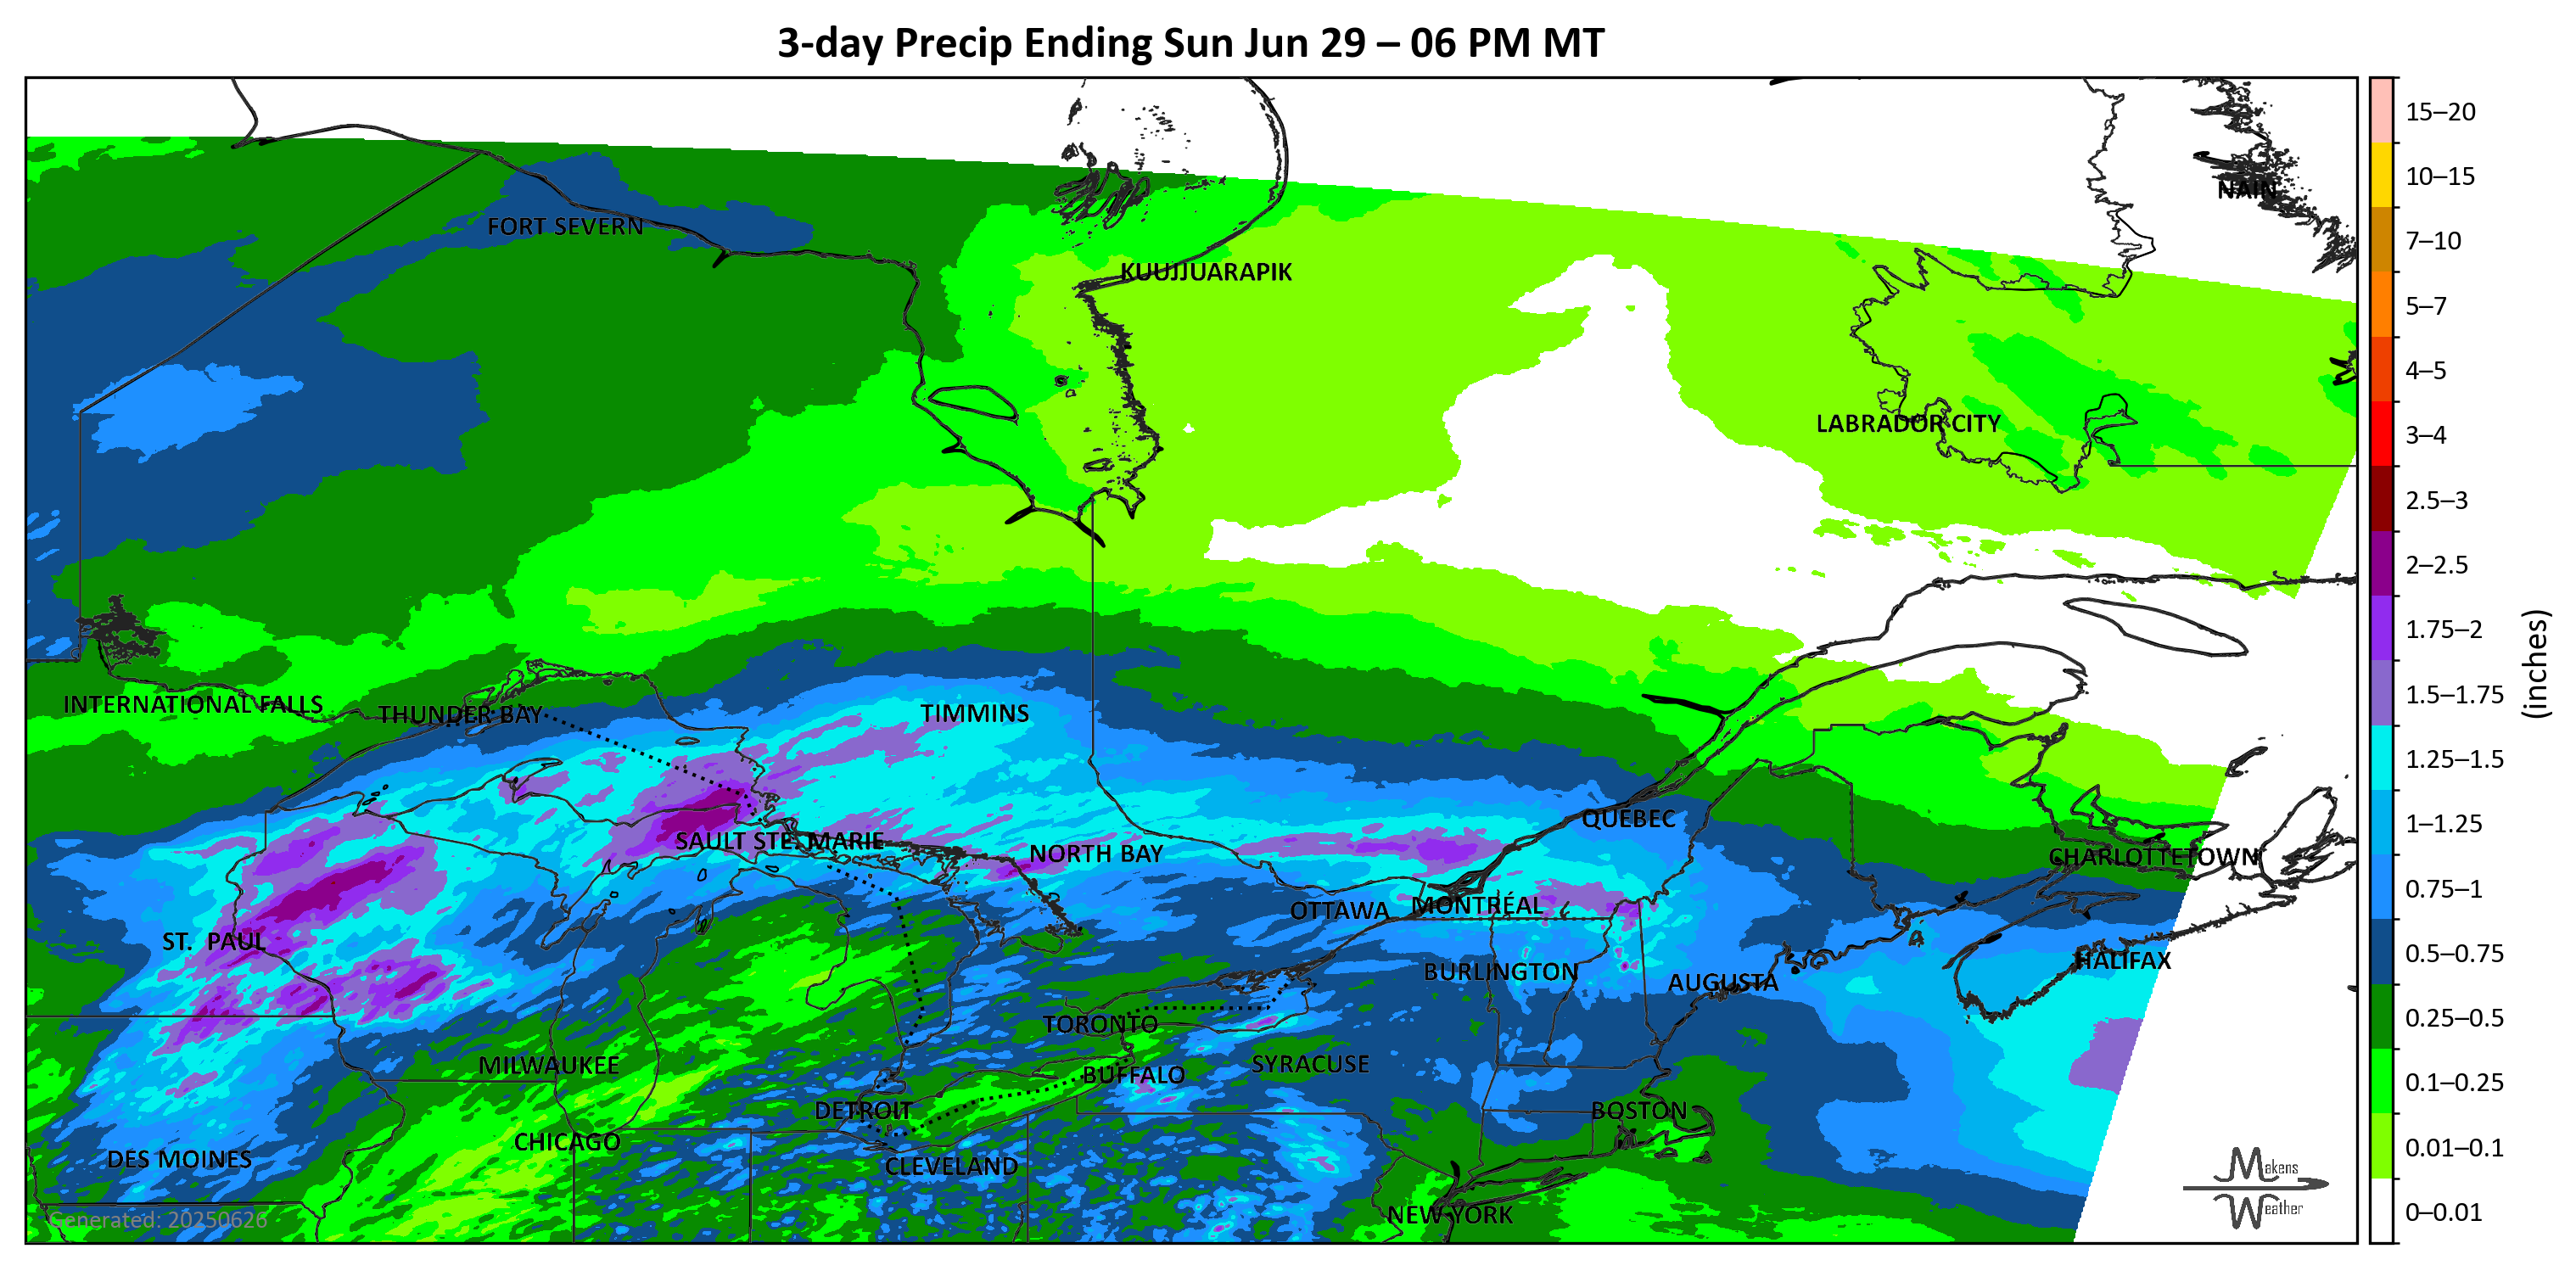 3-day Precip Ending Sun Jun 29 – 06 PM MT
NAIN
FORT SEVERN
KUUJJUARAPIK
LABRADOR CITY
INTERNATIONAL FALLS
THUNDER BAY
TIMMINS
QUEBEC
SAULT STE. MARIE
NORTH BAY
CHARLOTTETOWN
OTTAWA
MONTRÉAL
ST. PAUL
HALIFAX
BURLINGTON
AUGUSTA
TORONTO
MILWAUKEE
SYRACUSE
BUFFALO
DETROIT
BOSTON
CHICAGO
DES MOINES
CLEVELAND
NEW YORK
Generated: 20250626
Makens
Weather
15–20
10–15
7–10
5–7
4–5
3–4
2.5–3
2–2.5
1.75–2
1.5–1.75
1.25–1.5
1–1.25
0.75–1
0.5–0.75
0.25–0.5
0.1–0.25
0.01–0.1
0–0.01
(inches)